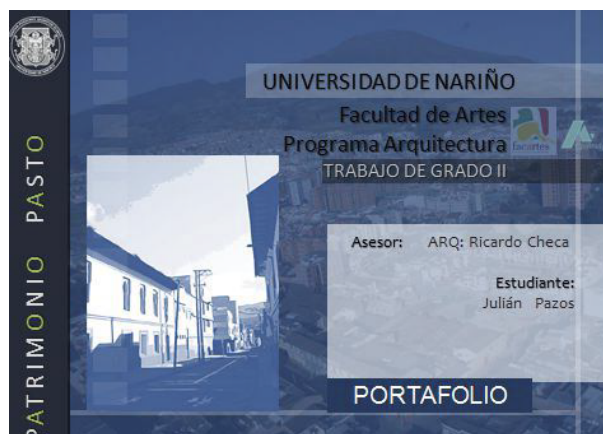 PATRIMONIO PASTO
UNIVERSIDAD DE NARIÑO
Facultad de Artes
Programa Arquitectura
facartes
TRABAJO DE GRADO II
Asesor: ARQ: Ricardo Checa
Estudiante:
Julián Pazos
PORTAFOLIO